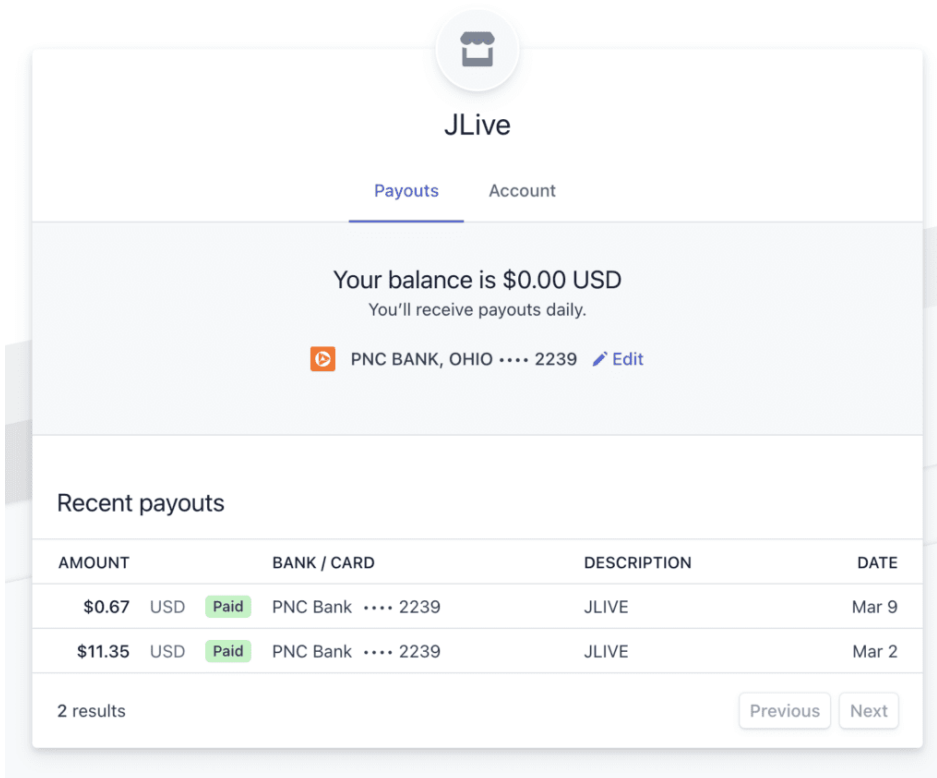 JLive
Payouts Account
Your balance is $0.00 USD
You'll receive payouts daily.
PNC BANK, OHIO •••• 2239 Edit
Recent payouts
AMOUNT BANK / CARD DESCRIPTION DATE
$0.67 USD Paid PNC Bank •••• 2239 JLIVE Mar 9
$11.35 USD Paid PNC Bank •••• 2239 JLIVE Mar 2
2 results Previous Next